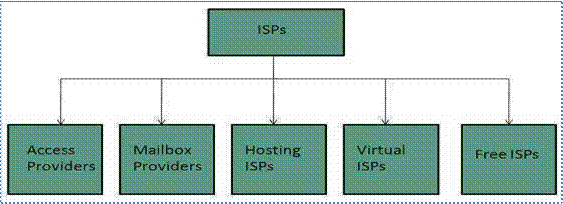 ISPs
Access
Providers
Mailbox
Providers
Hosting
ISPs
Virtual
ISPs
Free ISPs